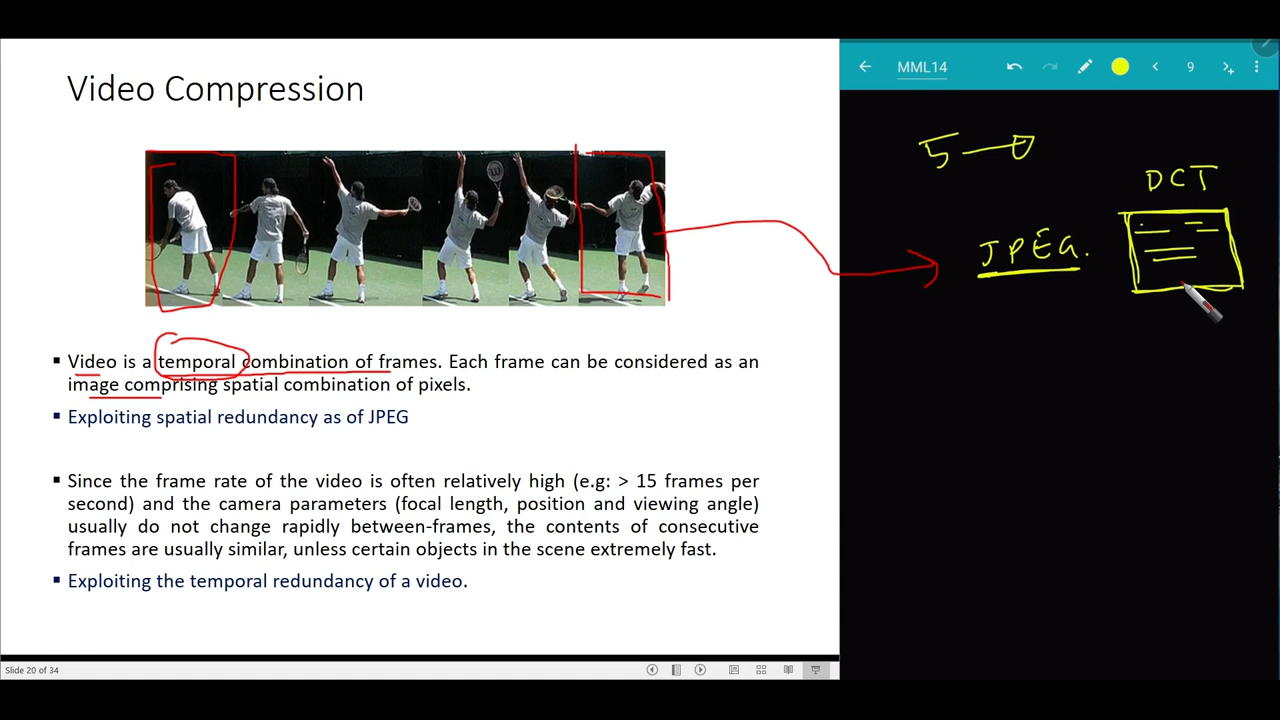 Video Compression
▪ Video is a temporal combination of frames. Each frame can be considered as an
image comprising spatial combination of pixels.
▪ Exploiting spatial redundancy as of JPEG
▪ Since the frame rate of the video is often relatively high (e.g: > 15 frames per
second) and the camera parameters (focal length, position and viewing angle)
usually do not change rapidly between-frames, the contents of consecutive
frames are usually similar, unless certain objects in the scene extremely fast.
▪ Exploiting the temporal redundancy of a video.
Slide 20 of 34
MML14
9
DCT
JPEG.